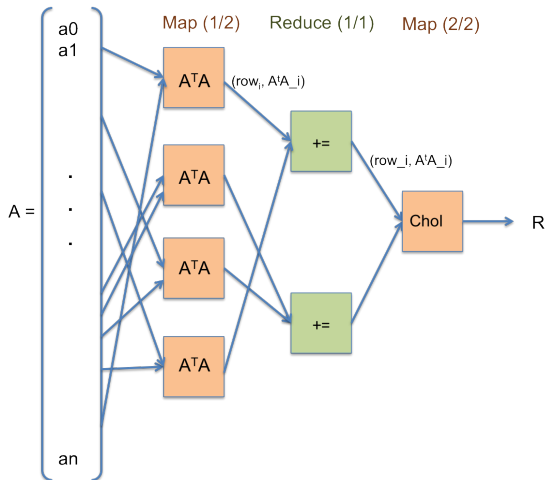 Map (1/2) Reduce (1/1) Map (2/2)
a0
a1
AᵀA
(rowᵢ, AᵗA_i)
+=
(row_i, AᵗA_i)
AᵀA
.
.
.
A =
Chol
R
AᵀA
+=
AᵀA
an